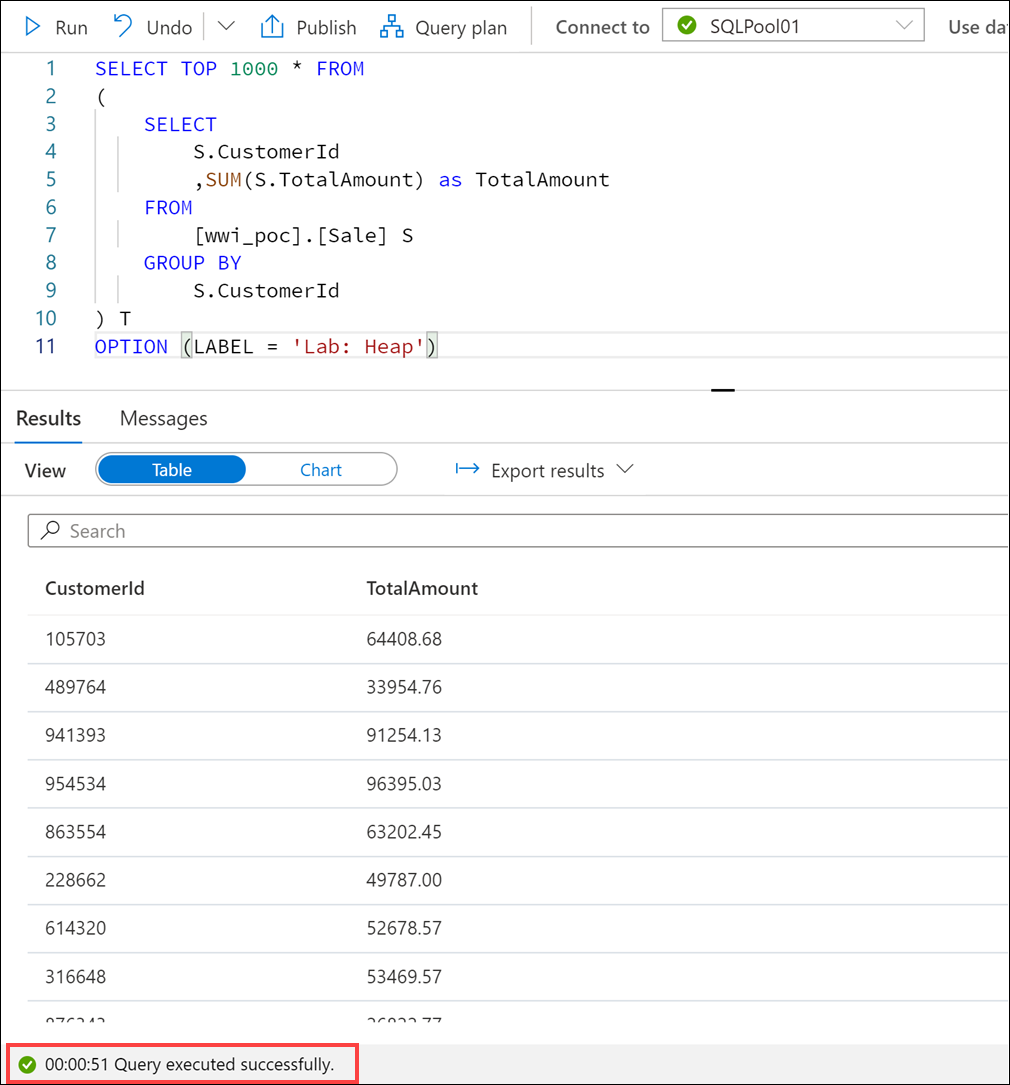 Run Undo Publish Query plan Connect to SQLPool01 Use da
1 SELECT TOP 1000 * FROM
2 (
3 SELECT
4 S.CustomerId
5 ,SUM(S.TotalAmount) as TotalAmount
6 FROM
7 [wwi_poc].[Sale] S
8 GROUP BY
9 S.CustomerId
10 ) T
11 OPTION (LABEL = 'Lab: Heap')
Results Messages
View Table Chart Export results
Search
CustomerId TotalAmount
105703 64408.68
489764 33954.76
941393 91254.13
954534 96395.03
863554 63202.45
228662 49787.00
614320 52678.57
316648 53469.57
00:00:51 Query executed successfully.